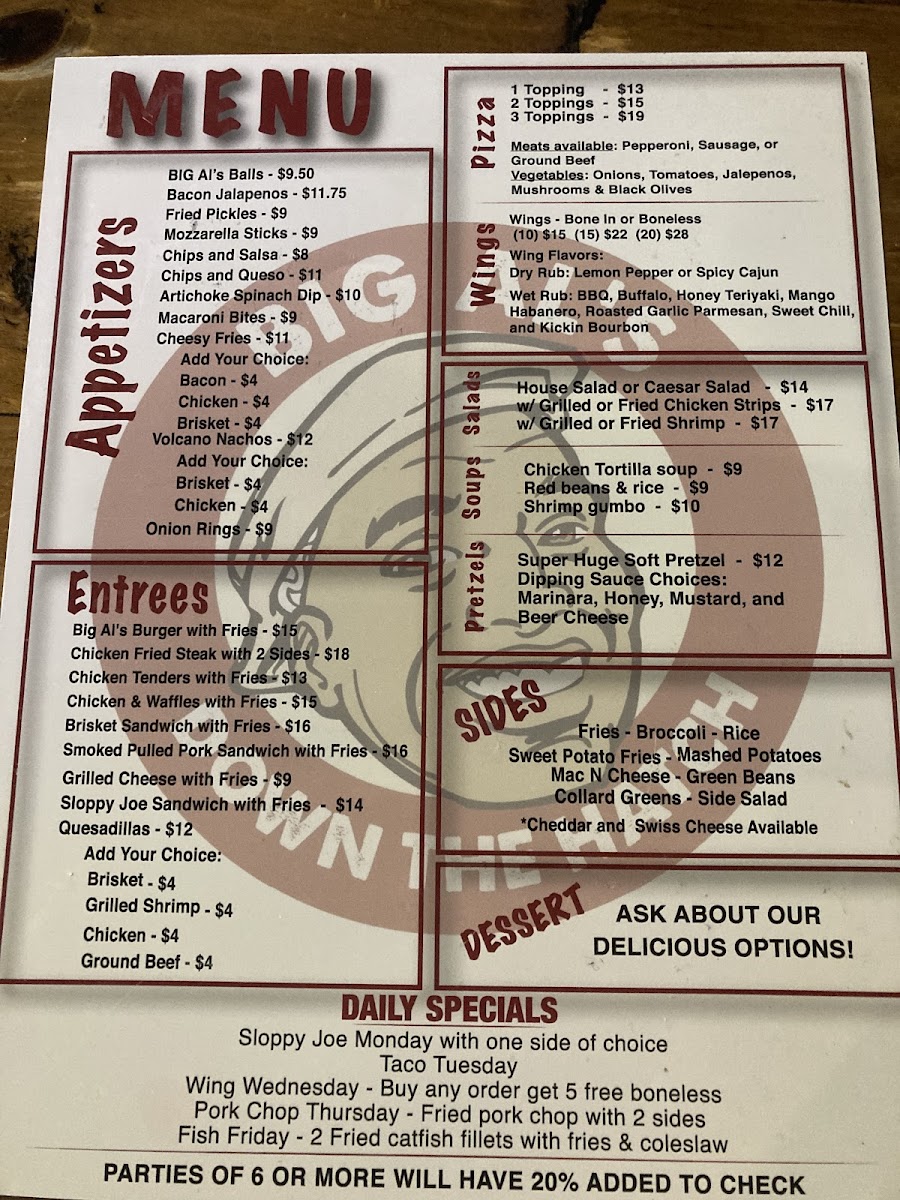 MENU
Appetizers
BIG Al's Balls - $9.50
Bacon Jalapenos - $11.75
Fried Pickles - $9
Mozzarella Sticks - $9
Chips and Salsa - $8
Chips and Queso - $11
Artichoke Spinach Dip - $10
Macaroni Bites - $9
Cheesy Fries - $11
Add Your Choice:
Bacon - $4
Chicken - $4
Brisket - $4
Volcano Nachos - $12
Add Your Choice:
Brisket - $4
Chicken - $4
Onion Rings - $9
Entrees
Big Al's Burger with Fries - $15
Chicken Fried Steak with 2 Sides - $18
Chicken Tenders with Fries - $13
Chicken & Waffles with Fries - $15
Brisket Sandwich with Fries - $16
Smoked Pulled Pork Sandwich with Fries - $16
Grilled Cheese with Fries - $9
Sloppy Joe Sandwich with Fries - $14
Quesadillas - $12
Add Your Choice:
Brisket - $4
Grilled Shrimp - $4
Chicken - $4
Ground Beef - $4
Pizza
1 Topping - $13
2 Toppings - $15
3 Toppings - $19
Meats available: Pepperoni, Sausage, or
Ground Beef
Vegetables: Onions, Tomatoes, Jalepenos,
Mushrooms & Black Olives
Wings
Wings - Bone In or Boneless
(10) $15 (15) $22 (20) $28
Wing Flavors:
Dry Rub: Lemon Pepper or Spicy Cajun
Wet Rub: BBQ, Buffalo, Honey Teriyaki, Mango
Habanero, Roasted Garlic Parmesan, Sweet Chili,
and Kickin Bourbon
Salads
House Salad or Caesar Salad - $14
w/ Grilled or Fried Chicken Strips - $17
w/ Grilled or Fried Shrimp - $17
Soups
Chicken Tortilla soup - $9
Red beans & rice - $9
Shrimp gumbo - $10
Pretzels
Super Huge Soft Pretzel - $12
Dipping Sauce Choices:
Marinara, Honey, Mustard, and
Beer Cheese
SIDES
Fries - Broccoli - Rice
Sweet Potato Fries - Mashed Potatoes
Mac N Cheese - Green Beans
Collard Greens - Side Salad
*Cheddar and Swiss Cheese Available
DESSERT
ASK ABOUT OUR
DELICIOUS OPTIONS!
BIG AL'S
DOWN THE HATCH
DAILY SPECIALS
Sloppy Joe Monday with one side of choice
Taco Tuesday
Wing Wednesday - Buy any order get 5 free boneless
Pork Chop Thursday - Fried pork chop with 2 sides
Fish Friday - 2 Fried catfish fillets with fries & coleslaw
PARTIES OF 6 OR MORE WILL HAVE 20% ADDED TO CHECK